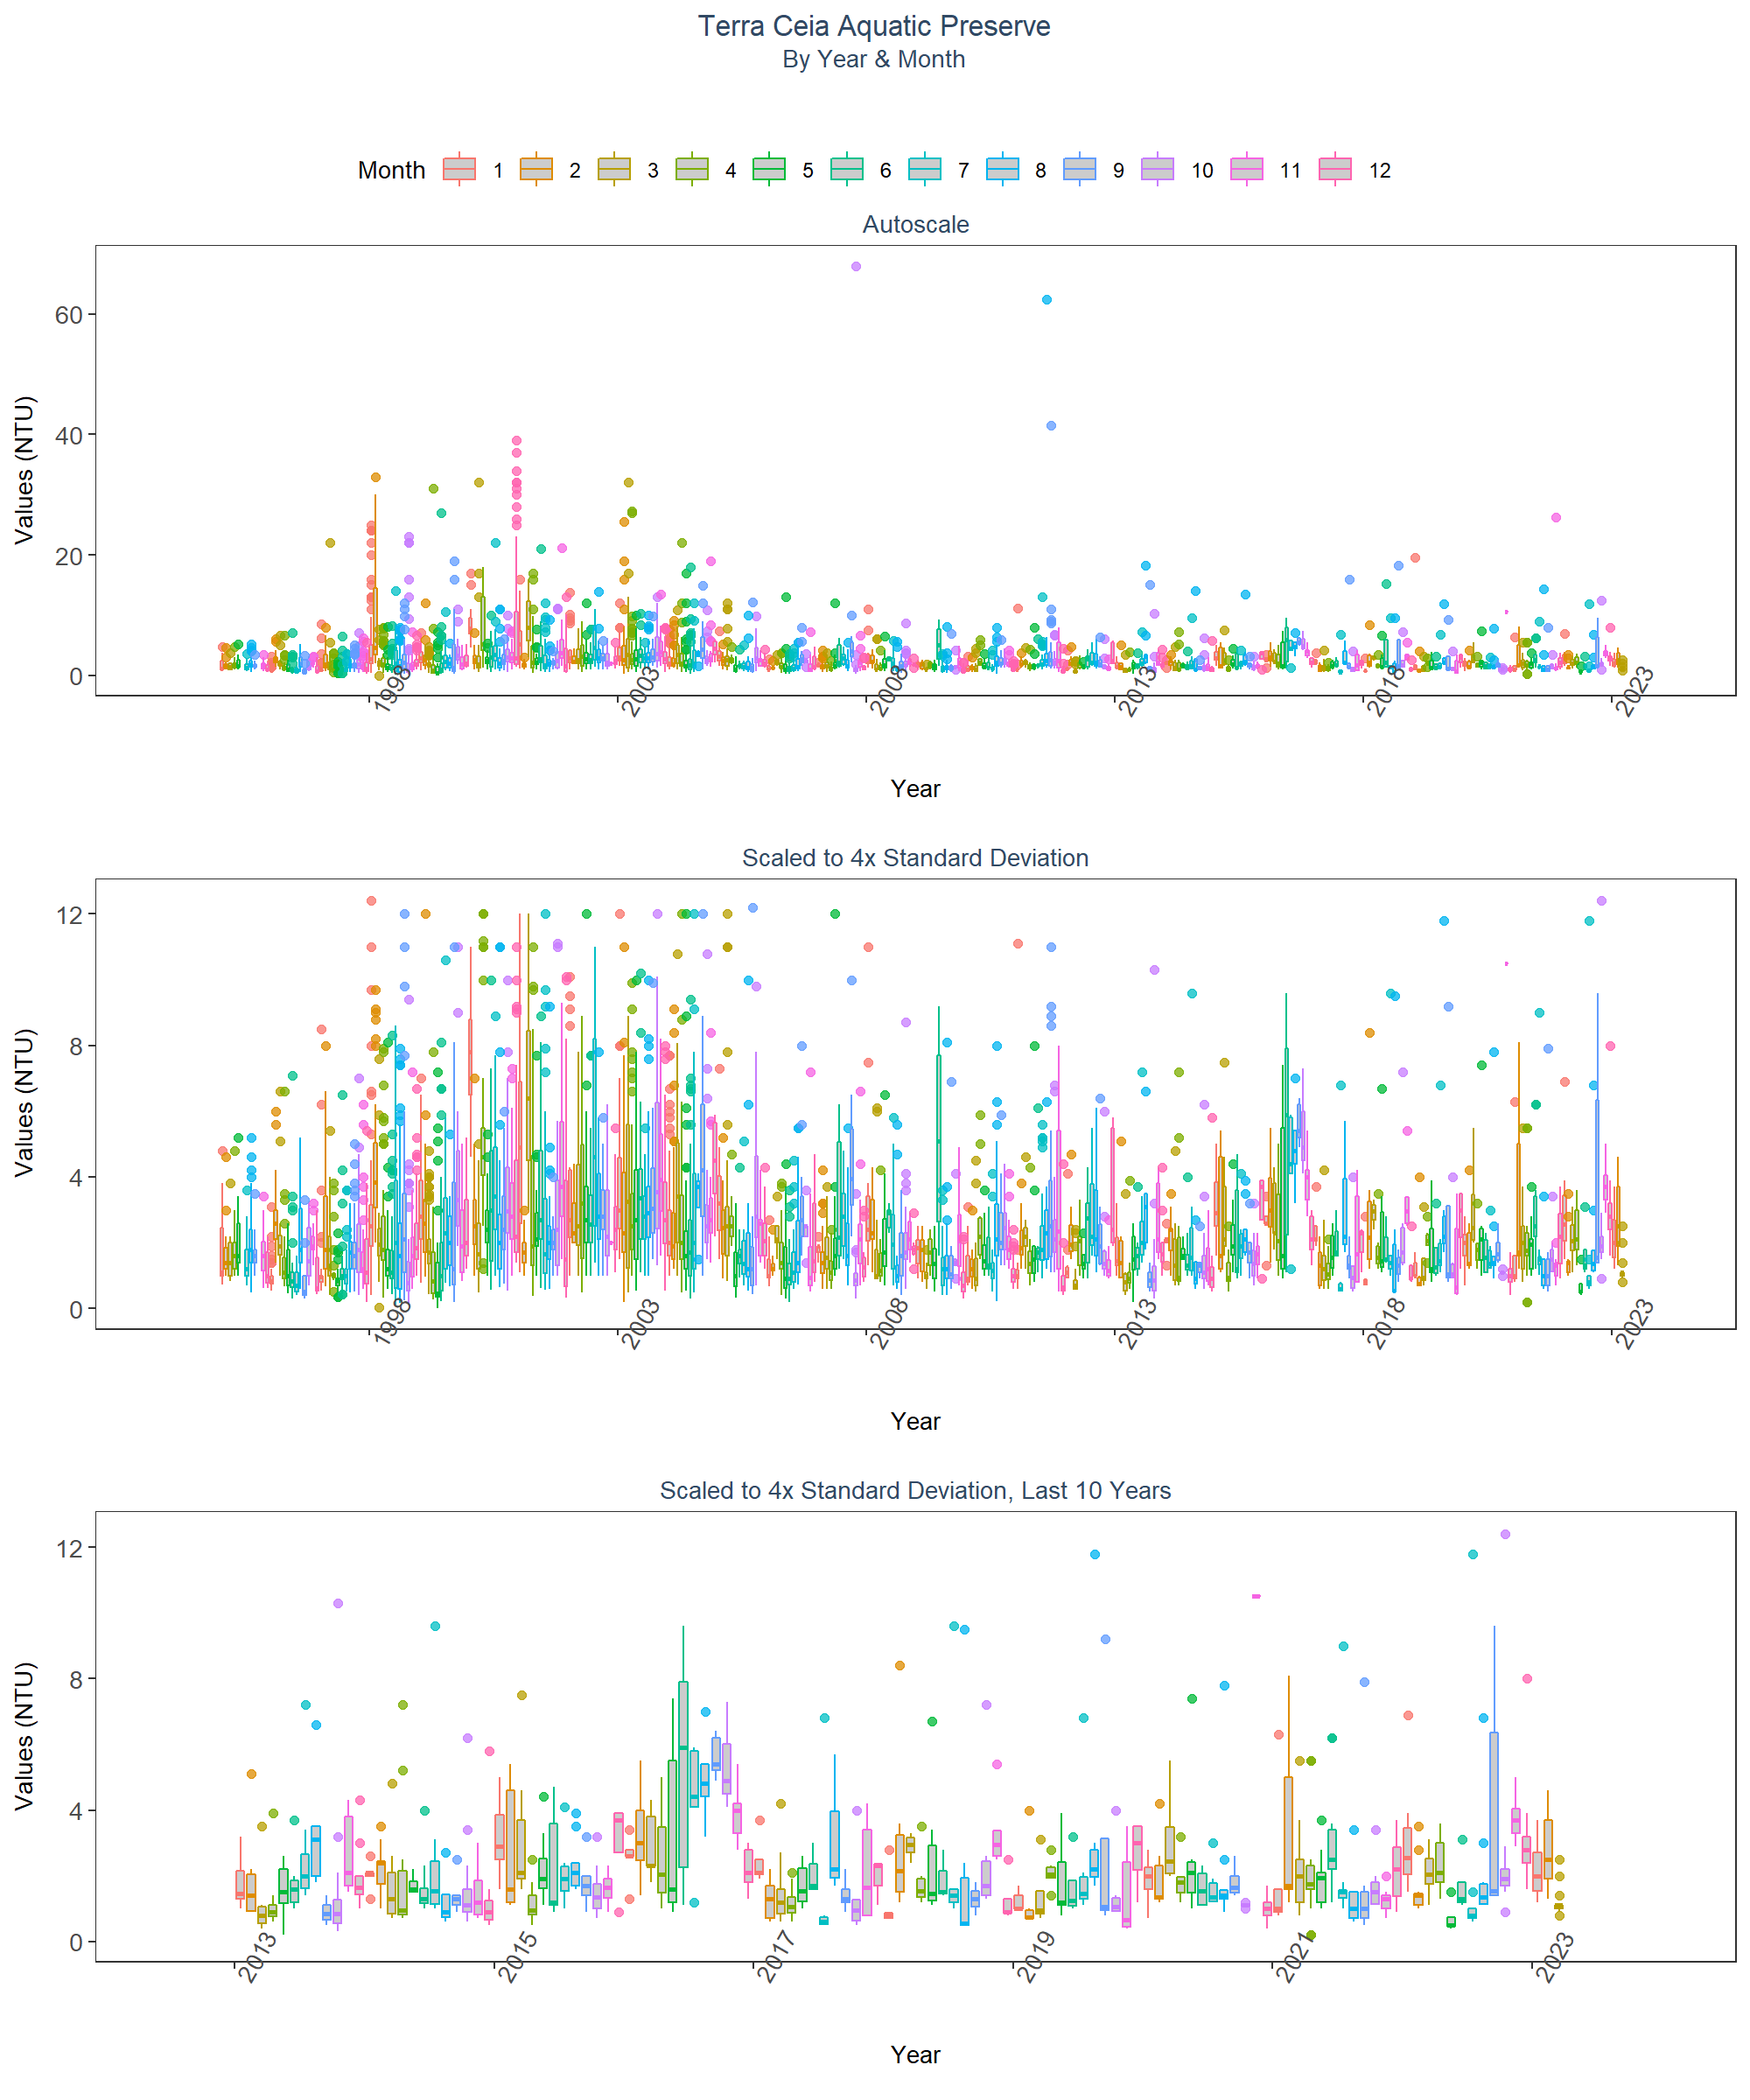 Terra Ceia Aquatic Preserve
By Year & Month
Month 1 2 3 4 5 6 7 8 9 10 11 12
Autoscale
Values (NTU)
60
40
20
0
1998 2003 2008 2013 2018 2023
Year
Scaled to 4x Standard Deviation
Values (NTU)
12
8
4
0
1998 2003 2008 2013 2018 2023
Year
Scaled to 4x Standard Deviation, Last 10 Years
Values (NTU)
12
8
4
0
2013 2015 2017 2019 2021 2023
Year